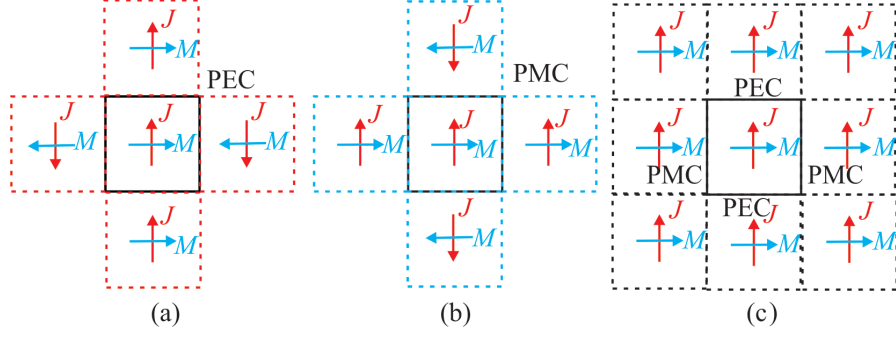 J M J M J M J M J M
PEC PMC PEC
J M J M J M J M J M J M J M J M J M
PMC PMC
PEC
J M J M J M J M J M
(a) (b) (c)